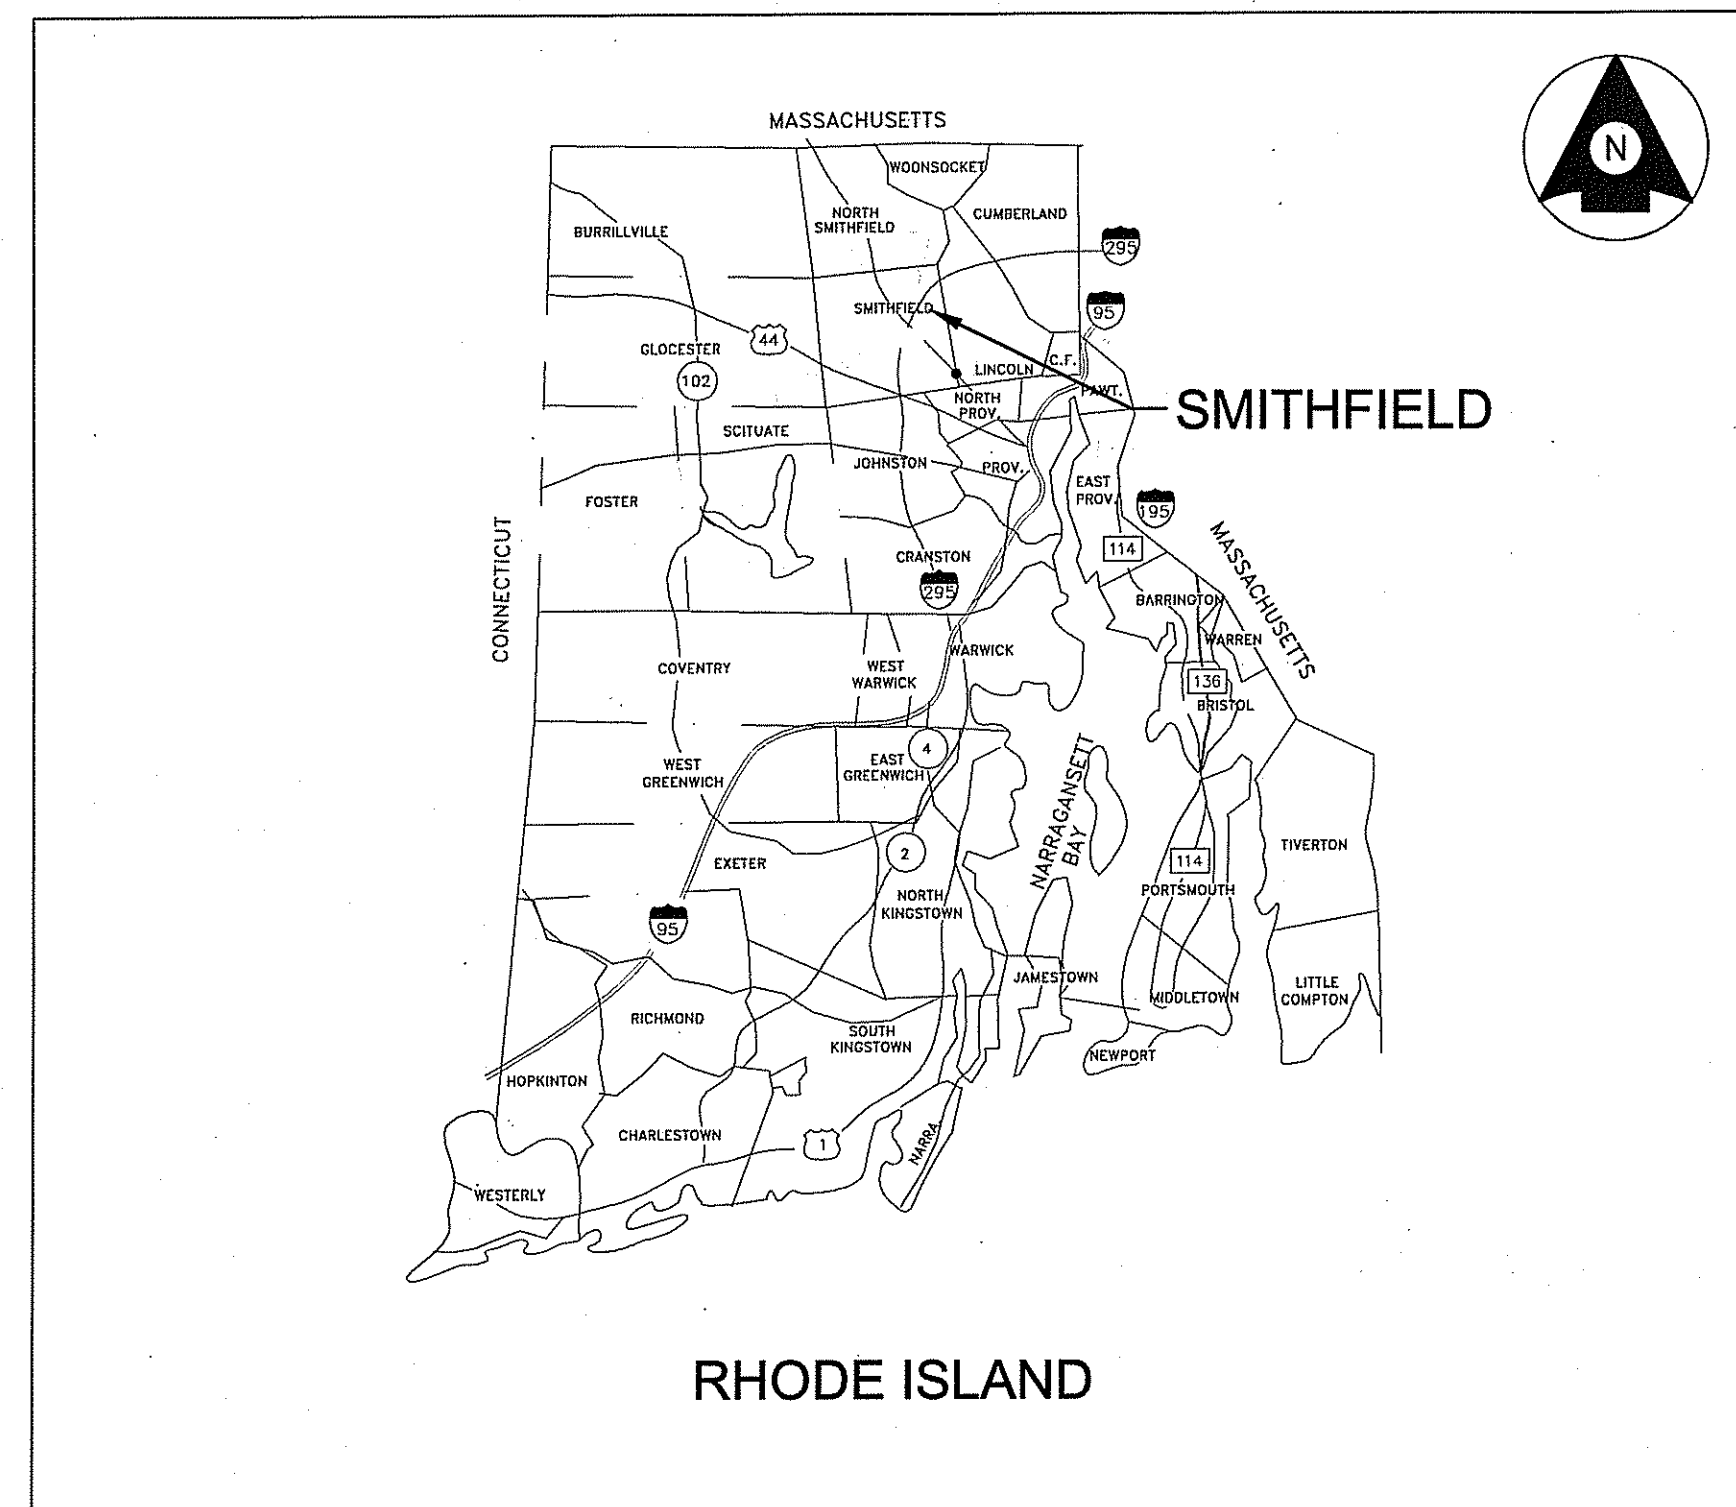 MASSACHUSETTS
N
WOONSOCKET
NORTH
SMITHFIELD
CUMBERLAND
BURRILLVILLE
295
SMITHFIELD
95
44
GLOCESTER
C.F.
LINCOLN
102
PAWT.
NORTH
PROV.
SMITHFIELD
SCITUATE
JOHNSTON
PROV.
EAST
PROV.
FOSTER
195
CONNECTICUT
114
MASSACHUSETTS
CRANSTON
295
BARRINGTON
WARREN
WARWICK
COVENTRY
WEST
WARWICK
136
BRISTOL
4
WEST
GREENWICH
EAST
GREENWICH
NARRAGANSETT
BAY
TIVERTON
2
114
EXETER
PORTSMOUTH
NORTH
KINGSTOWN
95
JAMESTOWN
LITTLE
COMPTON
MIDDLETOWN
RICHMOND
SOUTH
KINGSTOWN
NEWPORT
HOPKINTON
CHARLESTOWN
1
NARRA.
WESTERLY
RHODE ISLAND